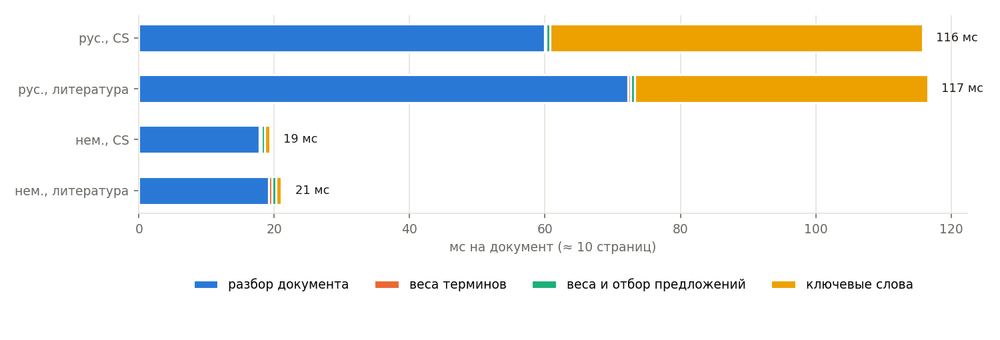 рус., CS
116 мс
рус., литература
117 мс
нем., CS
19 мс
нем., литература
21 мс
0 20 40 60 80 100 120
мс на документ (≈ 10 страниц)
разбор документа веса терминов веса и отбор предложений ключевые слова